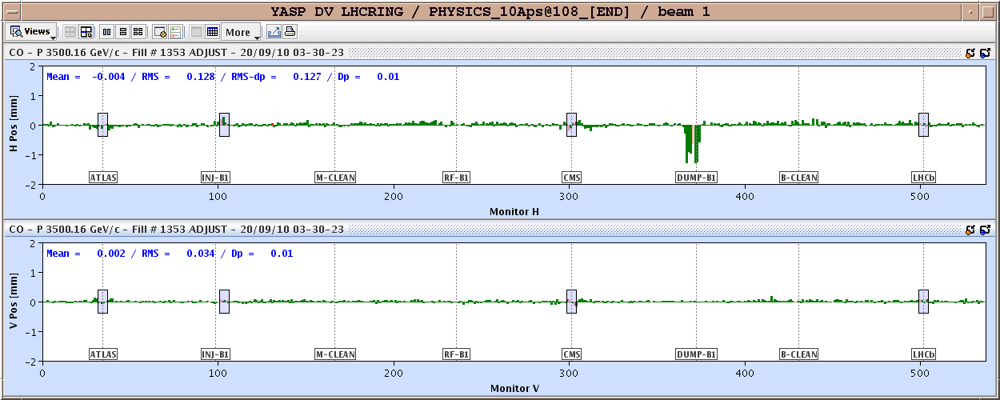 YASP DV LHCRING / PHYSICS_10Aps@108_[END] / beam 1
Views More
CO - P 3500.16 GeV/c - Fill # 1353 ADJUST - 20/09/10 03-30-23
Mean = -0.004 / RMS = 0.128 / RMS-dp = 0.127 / Dp = 0.01
H Pos [mm]
2
1
0
-1
-2
ATLAS INJ-B1 M-CLEAN RF-B1 CMS DUMP-B1 B-CLEAN LHCb
0 100 200 300 400 500
Monitor H
CO - P 3500.16 GeV/c - Fill # 1353 ADJUST - 20/09/10 03-30-23
Mean = 0.002 / RMS = 0.034 / Dp = 0.01
V Pos [mm]
2
1
0
-1
-2
ATLAS INJ-B1 M-CLEAN RF-B1 CMS DUMP-B1 B-CLEAN LHCb
0 100 200 300 400 500
Monitor V